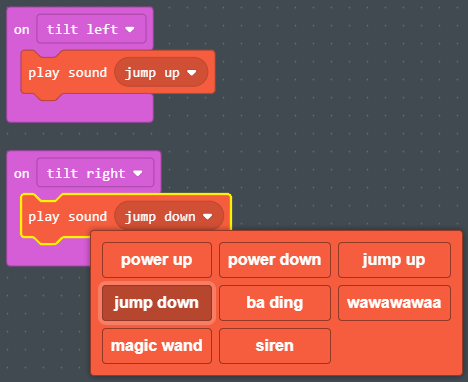 on tilt left
play sound jump up
on tilt right
play sound jump down
power up power down jump up
jump down ba ding wawawawaa
magic wand siren